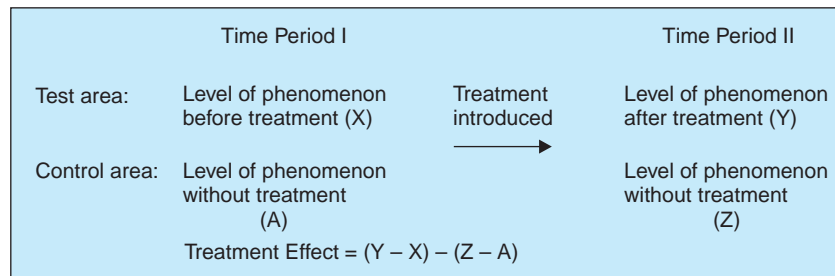 Time Period I Time Period II
Test area: Level of phenomenon Treatment Level of phenomenon
before treatment (X) introduced after treatment (Y)
Control area: Level of phenomenon Level of phenomenon
without treatment without treatment
(A) (Z)
Treatment Effect = (Y – X) – (Z – A)